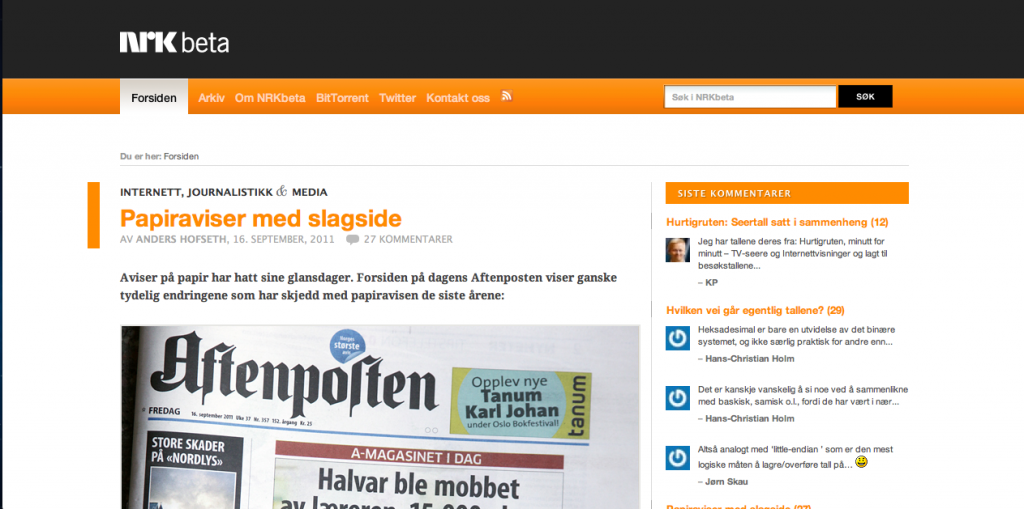 NRK beta
Forsiden Arkiv Om NRKbeta BitTorrent Twitter Kontakt oss
Søk i NRKbeta SØK
Du er her: Forsiden
INTERNETT, JOURNALISTIKK & MEDIA
Papiraviser med slagside
AV ANDERS HOFSETH, 16. SEPTEMBER, 2011 27 KOMMENTARER
Aviser på papir har hatt sine glansdager. Forsiden på dagens Aftenposten viser ganske
tydelig endringene som har skjedd med papiravisen de siste årene:
Norges
største
avis
Aftenposten
Opplev nye
Tanum
Karl Johan
under Oslo Bokfestival!
tanum
FREDAG 16. september 2011 Uke 37 Nr. 357 152. årgang Kr. 25
STORE SKADER
PÅ «NORDLYS»
A-MAGASINET I DAG
Halvar ble mobbet
av læreren. 15 000
SISTE KOMMENTARER
Hurtigruten: Seertall satt i sammenheng (12)
Jeg har tallene deres fra: Hurtigruten, minutt for
minutt – TV-seere og Internettvisninger og lagt til
besøkstallene...
– KP
Hvilken vei går egentlig tallene? (29)
Heksadesimal er bare en utvidelse av det binære
systemet, og ikke særlig praktisk for andre enn...
– Hans-Christian Holm
Det er kanskje vanskelig å si noe ved å sammenlikne
med baskisk, samisk o.l., fordi de har vært i nær...
– Hans-Christian Holm
Altså analogt med 'little-endian ' som er den mest
logiske måten å lagre/overføre tall på...
– Jørn Skau
Papiraviser med slagside (27)